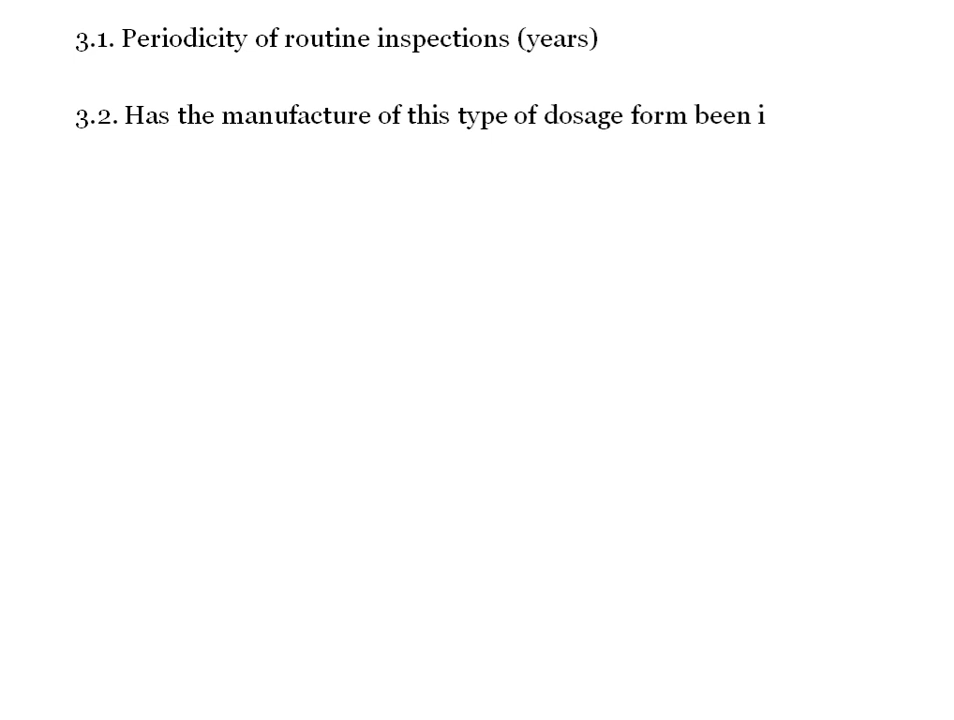 3.1. Periodicity of routine inspections (years)
3.2. Has the manufacture of this type of dosage form been i